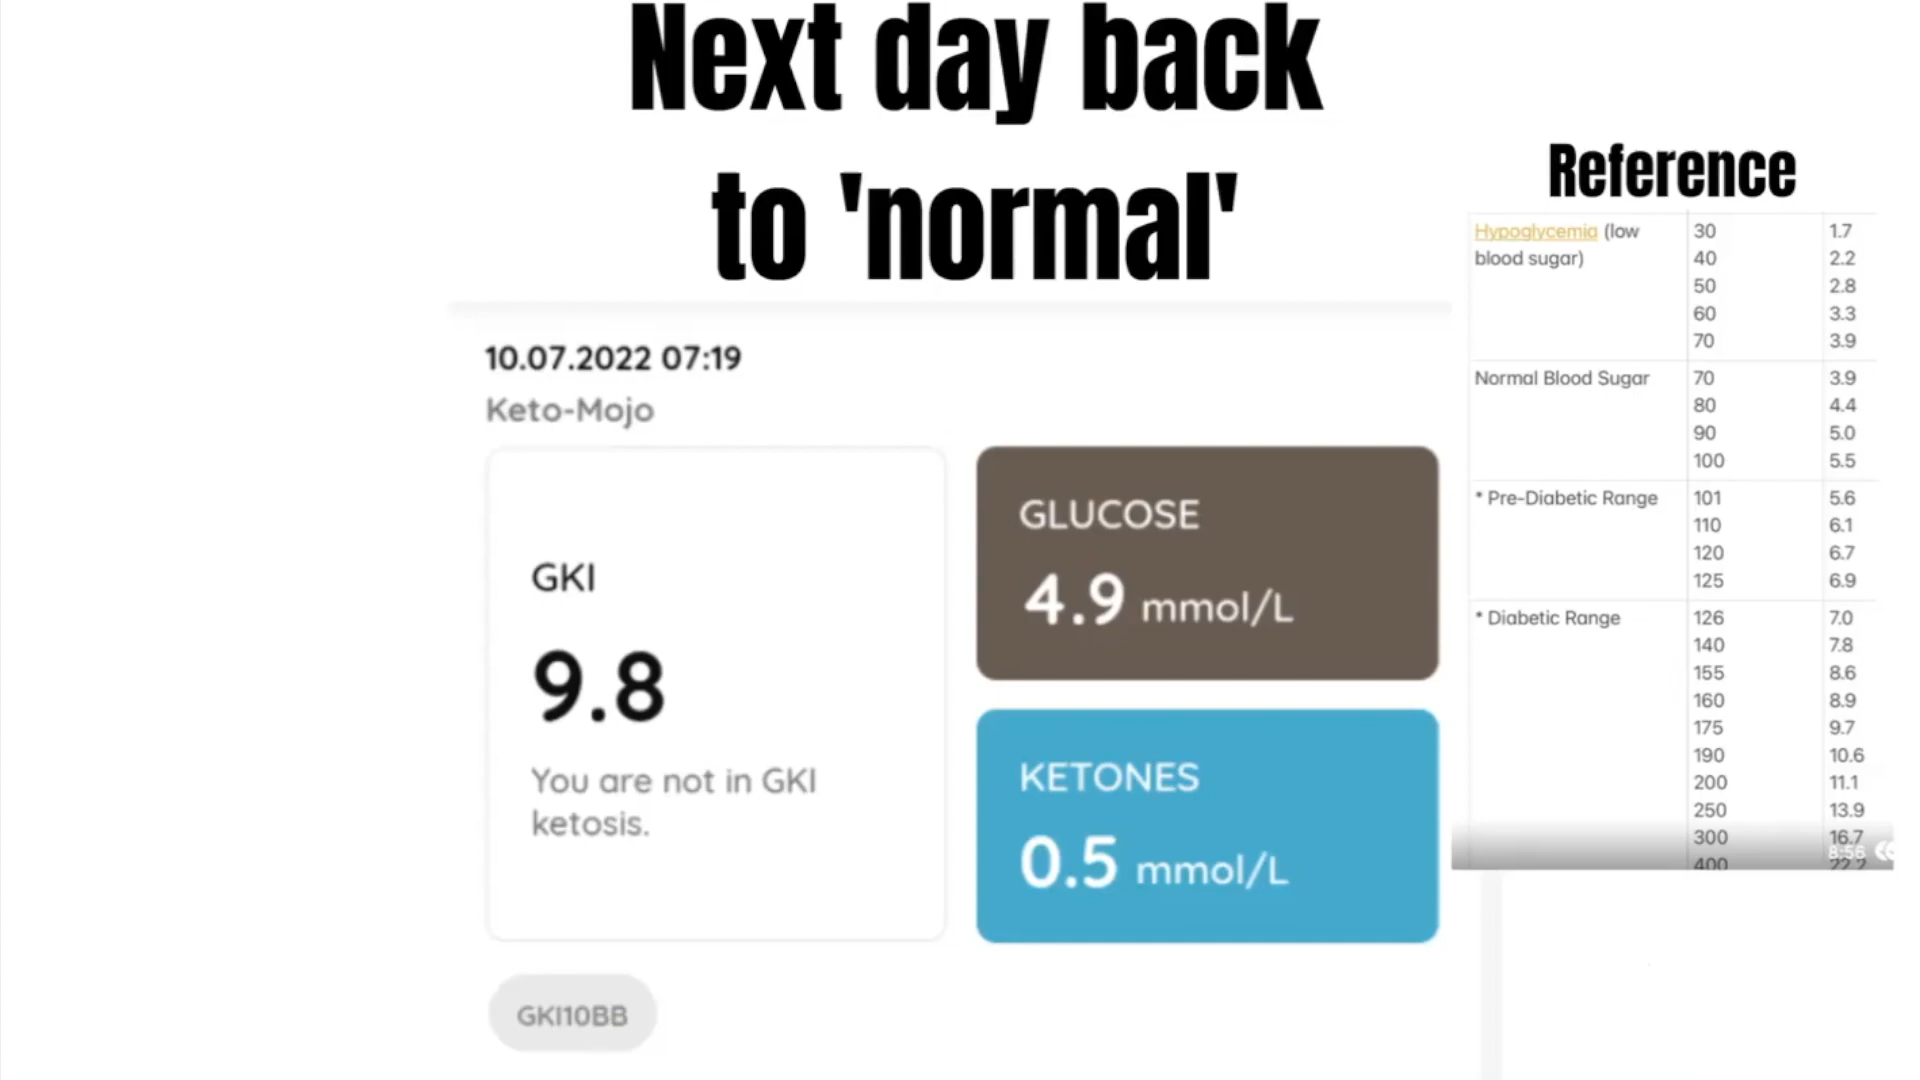 Next day back
to 'normal'
10.07.2022 07:19
Keto-Mojo
GKI
9.8
You are not in GKI
ketosis.
GLUCOSE
4.9 mmol/L
KETONES
0.5 mmol/L
GKI10BB
Reference
Hypoglycemia (low 30 1.7
blood sugar) 40 2.2
50 2.8
60 3.3
70 3.9
Normal Blood Sugar 70 3.9
80 4.4
90 5.0
100 5.5
* Pre-Diabetic Range 101 5.6
110 6.1
120 6.7
125 6.9
* Diabetic Range 126 7.0
140 7.8
155 8.6
160 8.9
175 9.7
190 10.6
200 11.1
250 13.9
300 16.7
8:56
400 22.2